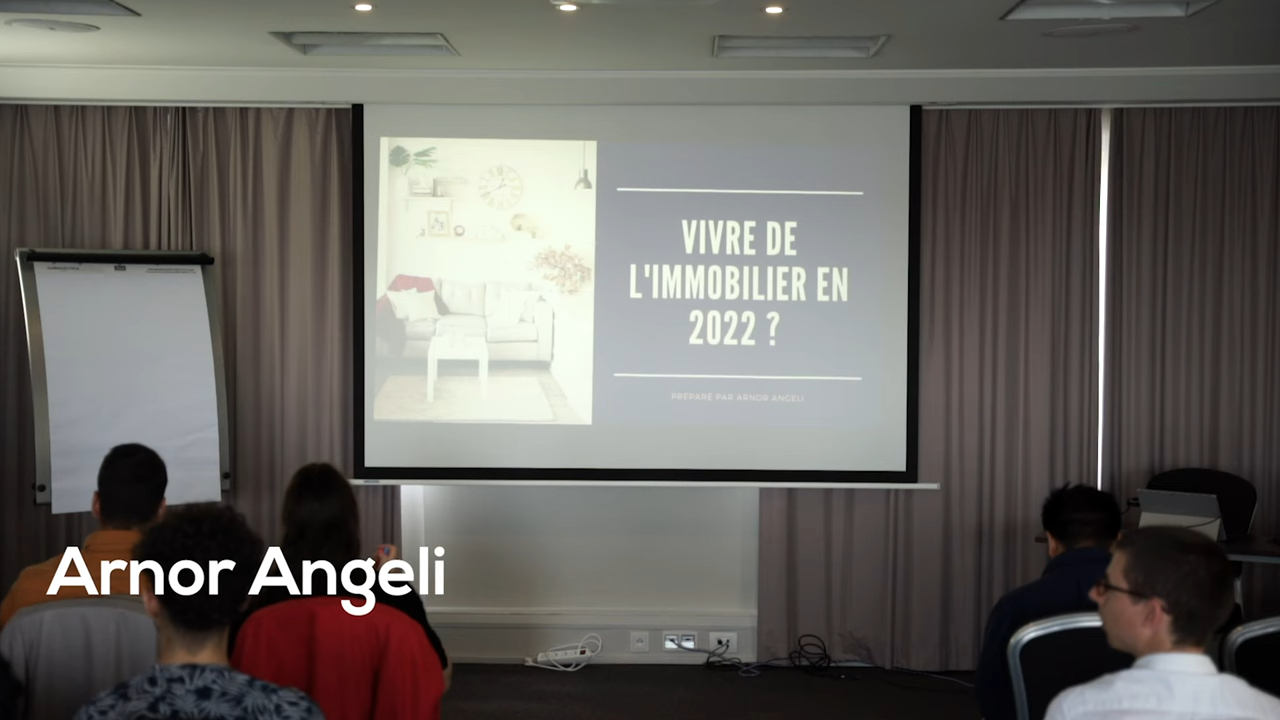 VIVRE DE
L'IMMOBILIER EN
2022 ?
PRÉPARÉ PAR ARNOR ANGELI
Arnor Angeli